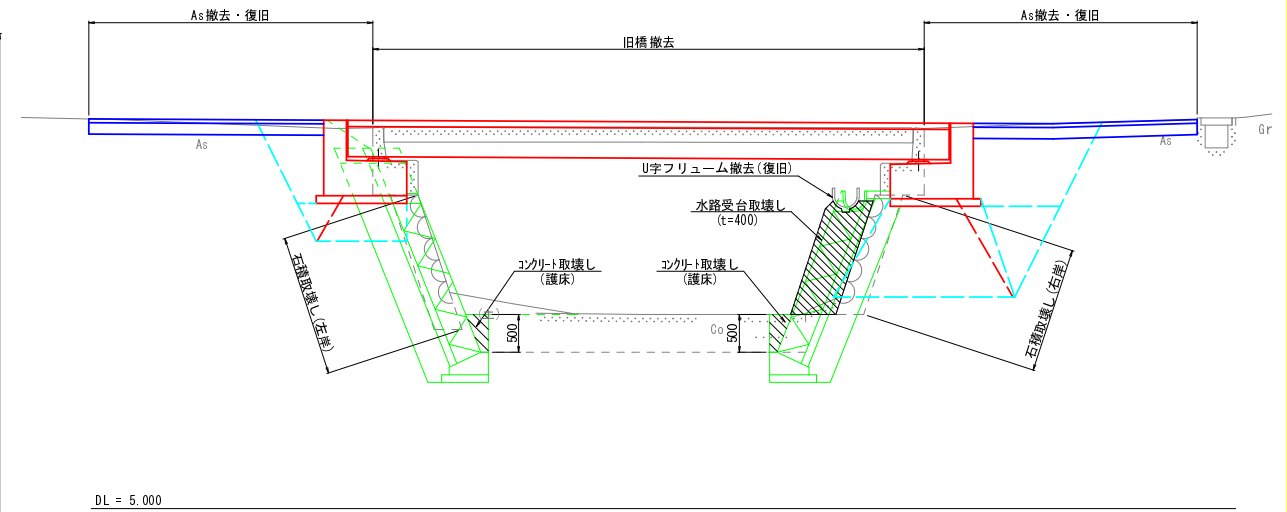 As撤去・復旧
As撤去・復旧
旧橋撤去
As
As
Gr
U字フリューム撤去(復旧)
水路受台取壊し
(t=400)
ｺﾝｸﾘｰﾄ取壊し
(護床)
ｺﾝｸﾘｰﾄ取壊し
(護床)
石積取壊し(左岸)
石積取壊し(右岸)
500
Co
500
DL = 5.000